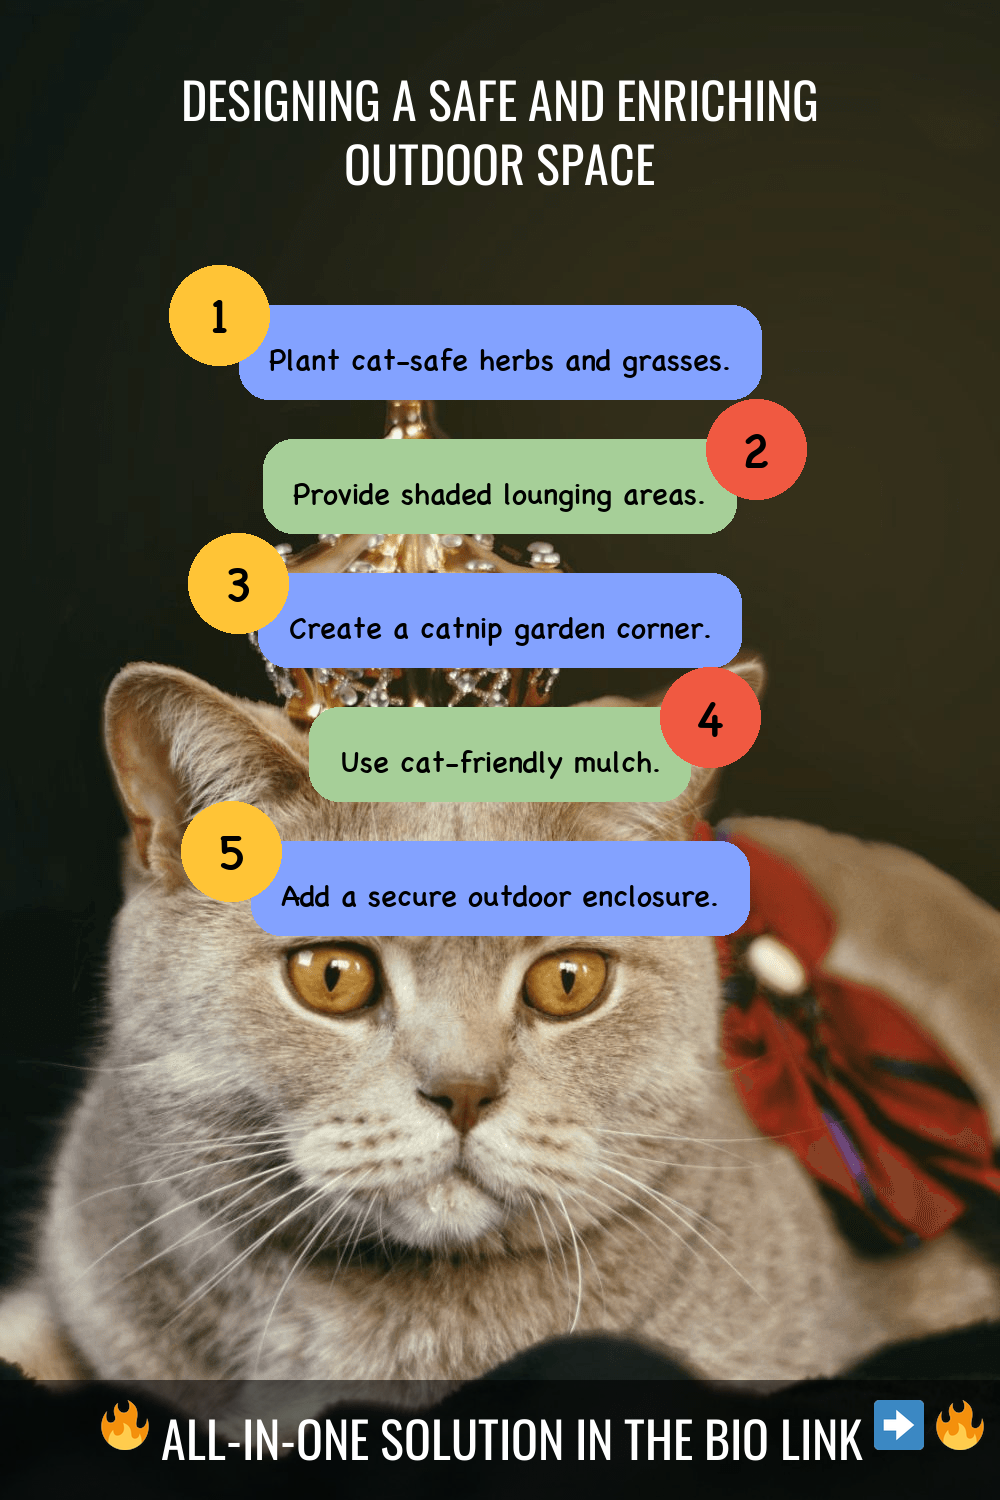 DESIGNING A SAFE AND ENRICHING
OUTDOOR SPACE
1
Plant cat-safe herbs and grasses.
2
Provide shaded lounging areas.
3
Create a catnip garden corner.
4
Use cat-friendly mulch.
5
Add a secure outdoor enclosure.
🔥 ALL-IN-ONE SOLUTION IN THE BIO LINK ➡️ 🔥